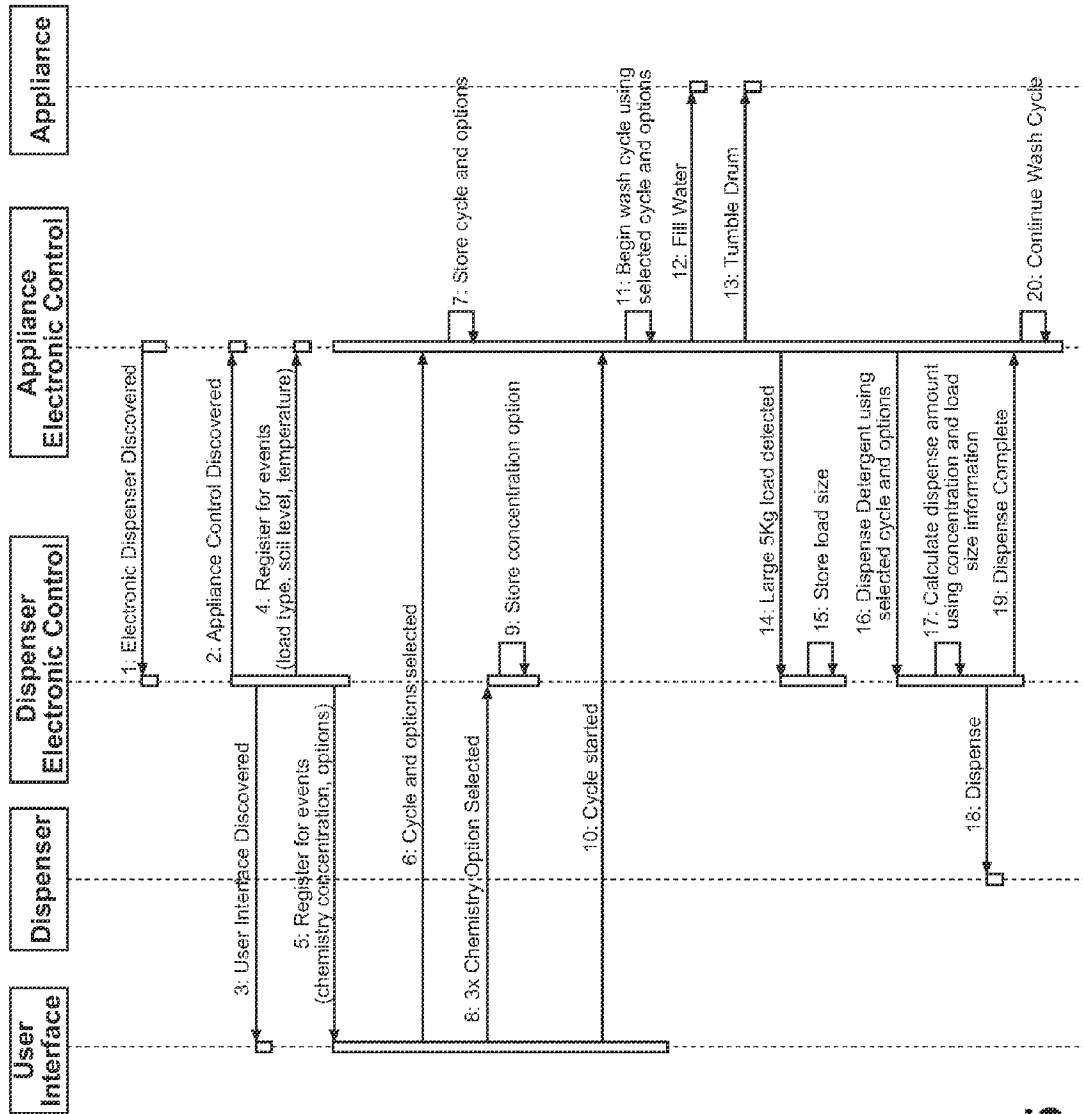 User
Interface
Dispenser
Dispenser
Electronic Control
Appliance
Electronic Control
Appliance
1: Electronic Dispenser Discovered
2: Appliance Control Discovered
3: User Interface Discovered
4: Register for events
(load type, soil level, temperature)
5: Register for events
(chemistry concentration, options)
6: Cycle and options selected
7: Store cycle and options
8: 3x Chemistry Option Selected
9: Store concentration option
10: Cycle started
11: Begin wash cycle using
selected cycle and options
12: Fill Water
13: Tumble Drum
14: Large 5Kg load detected
15: Store load size
16: Dispense Detergent using
selected cycle and options
17: Calculate dispense amount
using concentration and load
size information
18: Dispense
19: Dispense Complete
20: Continue Wash Cycle